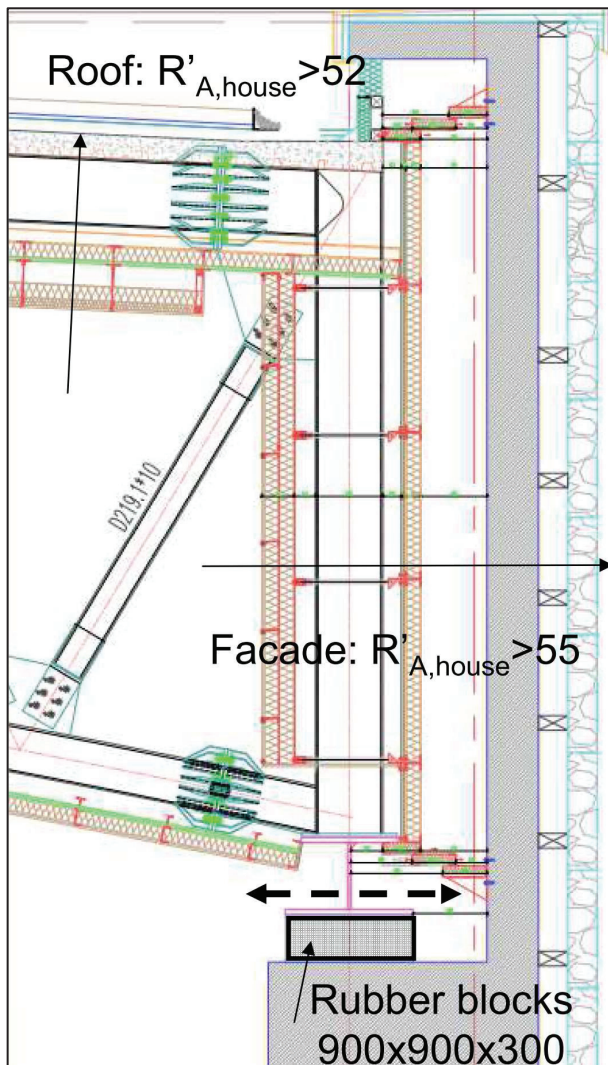 Roof: R’A,house>52
D219.1*10
Facade: R’A,house>55
Rubber blocks
900x900x300